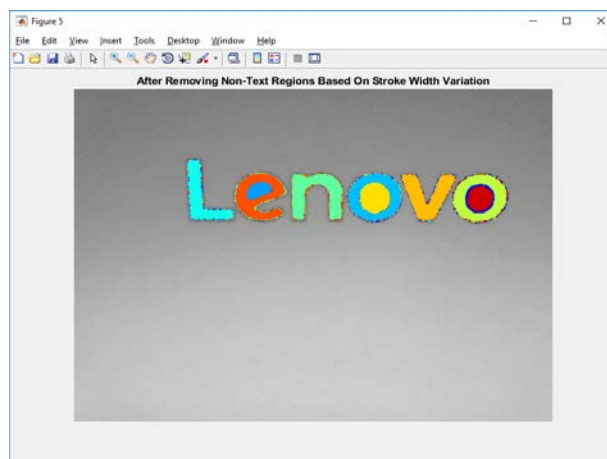 Figure 5
File Edit View Insert Tools Desktop Window Help
After Removing Non-Text Regions Based On Stroke Width Variation
Lenovo